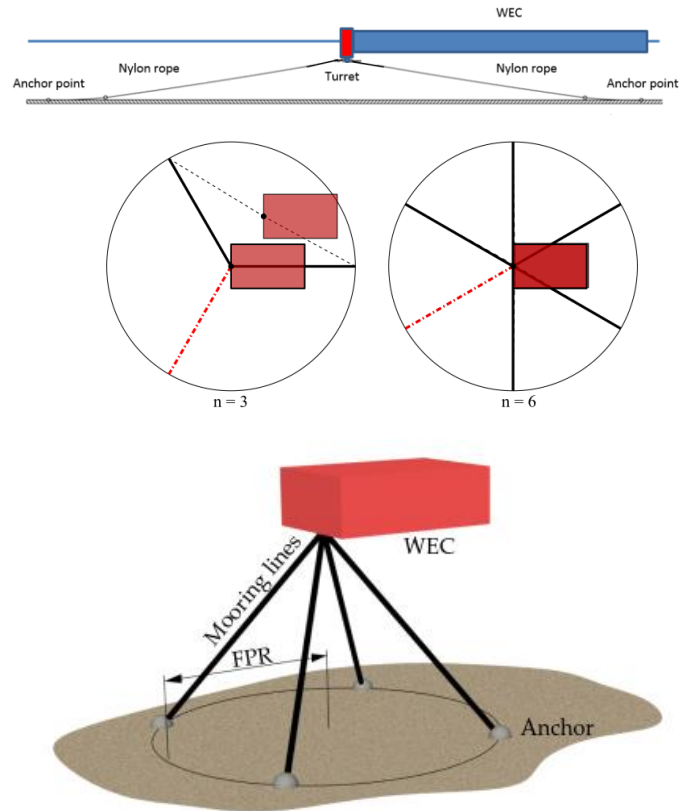 WEC
Nylon rope
Turret
Nylon rope
Anchor point
Anchor point
n = 3
n = 6
WEC
Mooring lines
FPR
Anchor